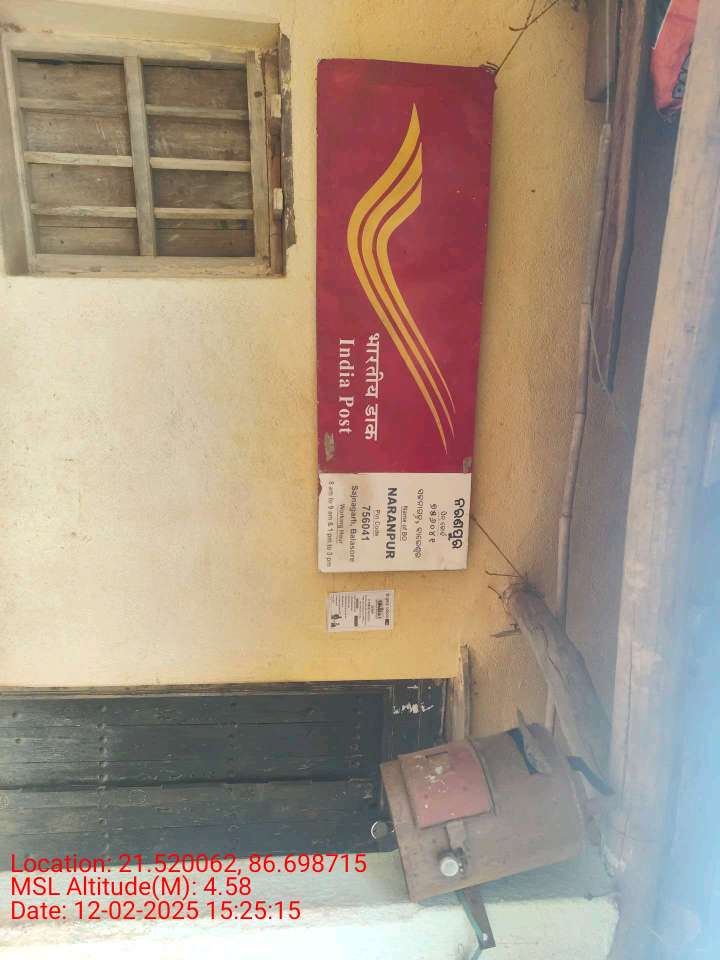 भारतीय डाक
India Post
ନରଣପୁର
ପିନ୍ କୋଡ୍
୭୫୬୦୪୧
Name of BO
NARANPUR
Pin Code
756041
Sajnagarh, Balasore
Working Hour
8 am to 9 am & 1 pm to 3 pm
Location: 21.520062, 86.698715
MSL Altitude(M): 4.58
Date: 12-02-2025 15:25:15